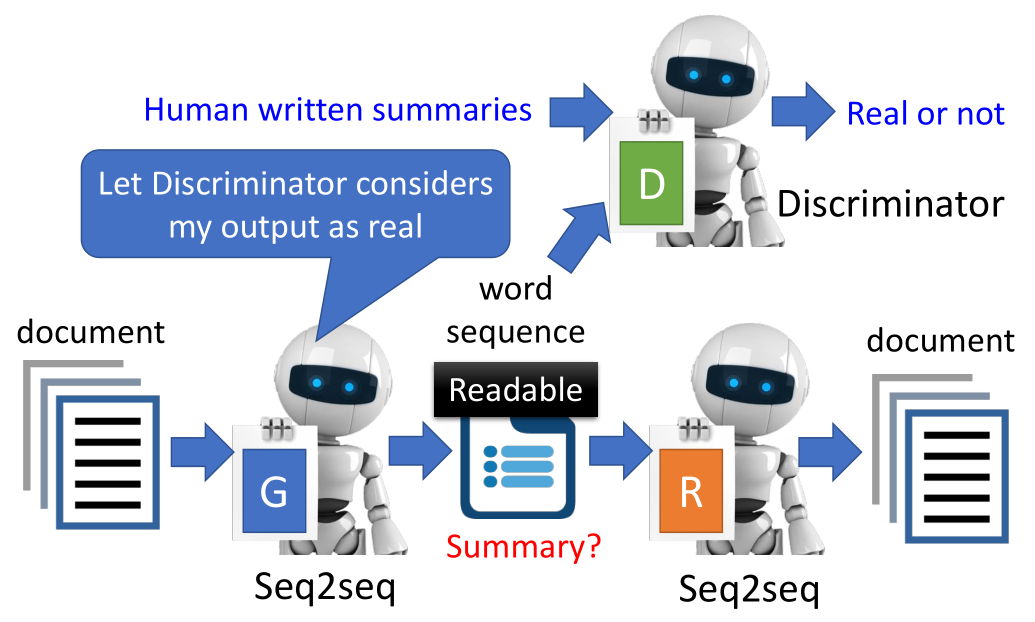 Human written summaries
Real or not
D
Discriminator
Let Discriminator considers
my output as real
word
sequence
document
document
Readable
G
R
Summary?
Seq2seq
Seq2seq